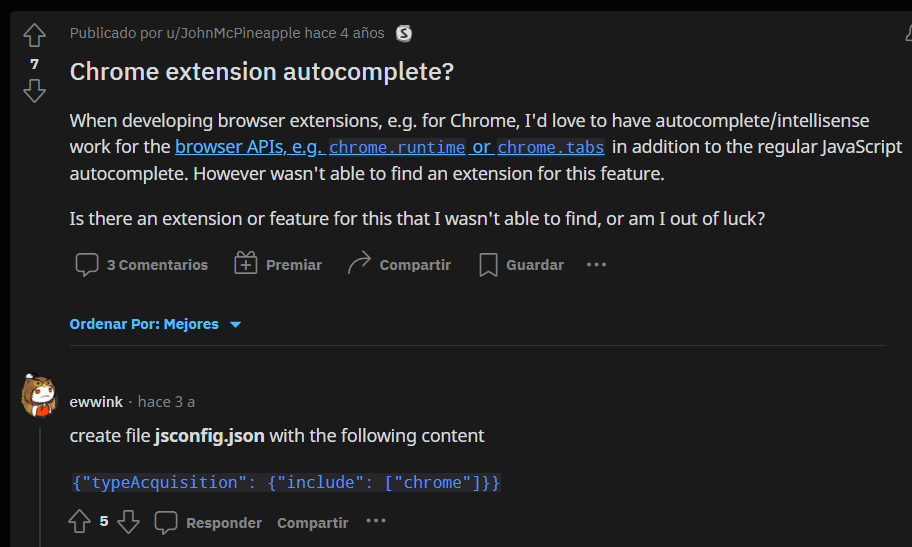 Publicado por u/JohnMcPineapple hace 4 años
7
Chrome extension autocomplete?
When developing browser extensions, e.g. for Chrome, I'd love to have autocomplete/intellisense
work for the browser APIs, e.g. chrome.runtime or chrome.tabs in addition to the regular JavaScript
autocomplete. However wasn't able to find an extension for this feature.
Is there an extension or feature for this that I wasn't able to find, or am I out of luck?
3 Comentarios Premiar Compartir Guardar ...
Ordenar Por: Mejores
ewwink · hace 3 a
create file jsconfig.json with the following content
{"typeAcquisition": {"include": ["chrome"]}}
5 Responder Compartir ...